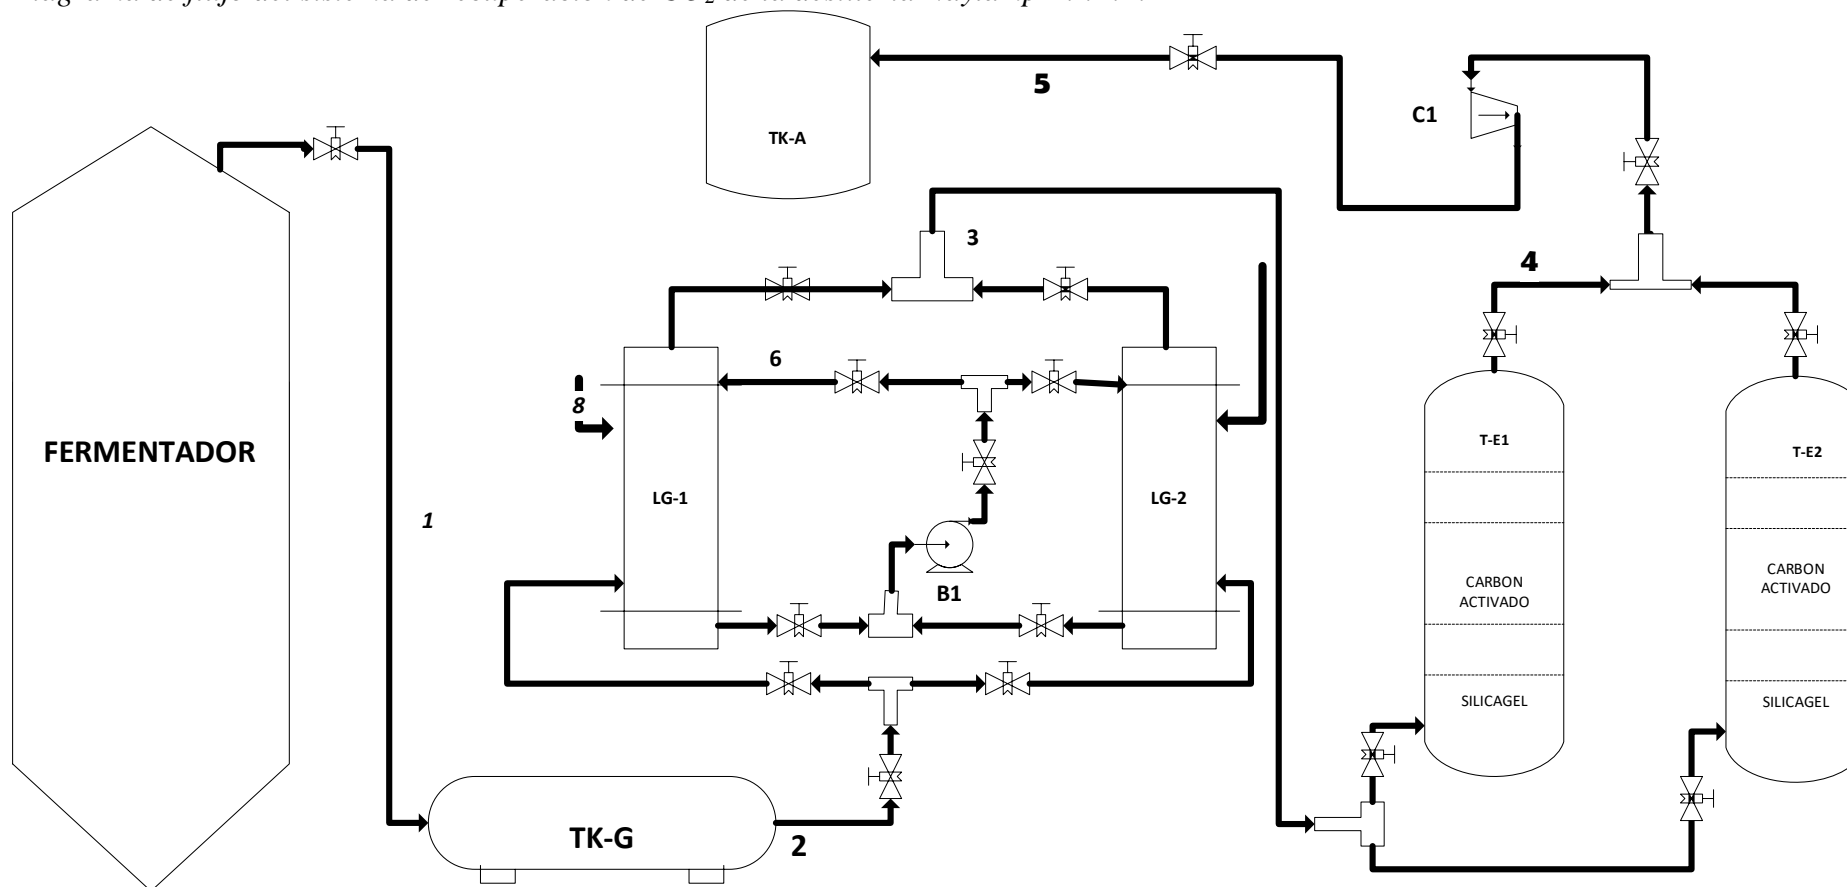 TK-A
5
C1
3
4
6
8
FERMENTADOR
LG-1
LG-2
1
B1
T-E1
CARBON
ACTIVADO
SILICAGEL
T-E2
CARBON
ACTIVADO
SILICAGEL
TK-G
2